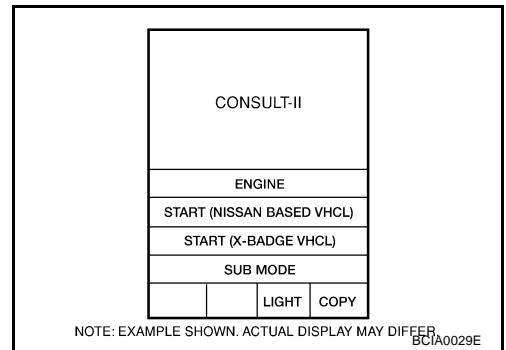 CONSULT-II
ENGINE
START (NISSAN BASED VHCL)
START (X-BADGE VHCL)
SUB MODE
LIGHT COPY
NOTE: EXAMPLE SHOWN. ACTUAL DISPLAY MAY DIFFER.
BCIA0029E